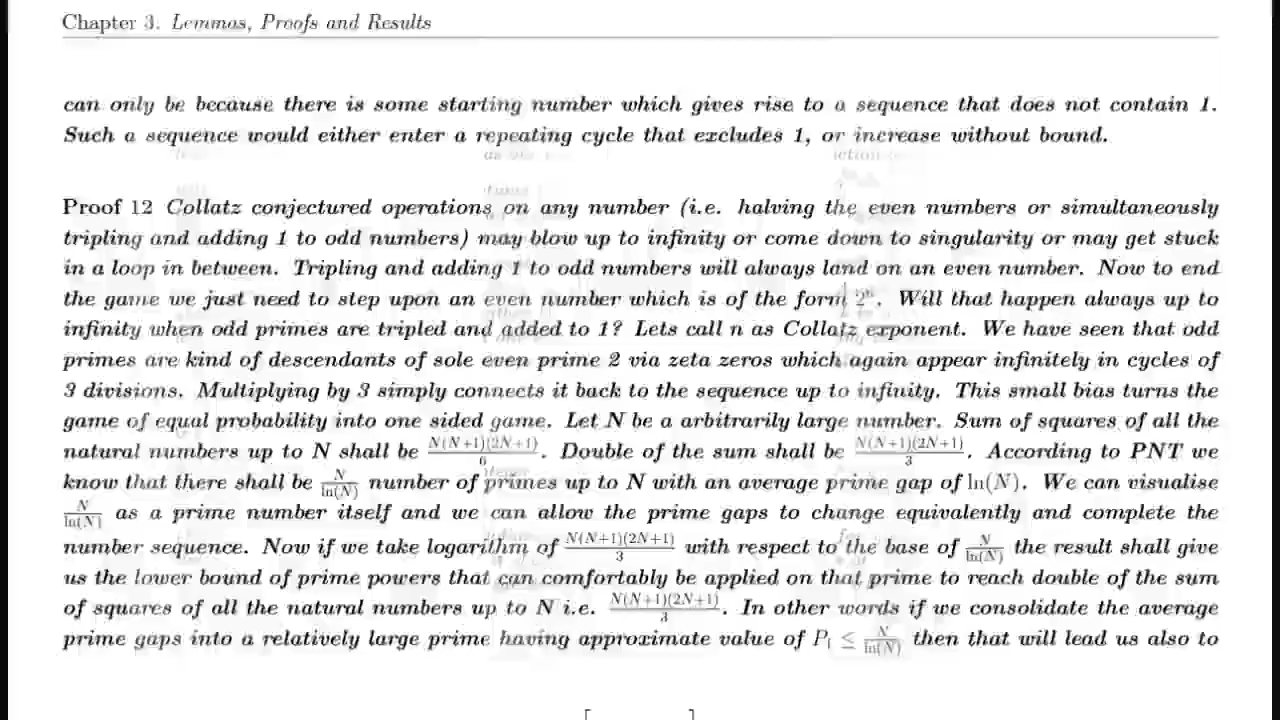 Chapter 3. Lemmas, Proofs and Results
can only be because there is some starting number which gives rise to a sequence that does not contain 1.
Such a sequence would either enter a repeating cycle that excludes 1, or increase without bound.
Proof 12 Collatz conjectured operations on any number (i.e. halving the even numbers or simultaneously
tripling and adding 1 to odd numbers) may blow up to infinity or come down to singularity or may get stuck
in a loop in between. Tripling and adding 1 to odd numbers will always land on an even number. Now to end
the game we just need to step upon an even number which is of the form 2ⁿ. Will that happen always up to
infinity when odd primes are tripled and added to 1? Lets call n as Collatz exponent. We have seen that odd
primes are kind of descendants of sole even prime 2 via zeta zeros which again appear infinitely in cycles of
3 divisions. Multiplying by 3 simply connects it back to the sequence up to infinity. This small bias turns the
game of equal probability into one sided game. Let N be a arbitrarily large number. Sum of squares of all the
natural numbers up to N shall be N(N+1)(2N+1)/6. Double of the sum shall be N(N+1)(2N+1)/3. According to PNT we
know that there shall be N/ln(N) number of primes up to N with an average prime gap of ln(N). We can visualise
N/ln(N) as a prime number itself and we can allow the prime gaps to change equivalently and complete the
number sequence. Now if we take logarithm of N(N+1)(2N+1)/3 with respect to the base of N/ln(N) the result shall give
us the lower bound of prime powers that can comfortably be applied on that prime to reach double of the sum
of squares of all the natural numbers up to N i.e. N(N+1)(2N+1)/3. In other words if we consolidate the average
prime gaps into a relatively large prime having approximate value of P₁ ≤ N/ln(N) then that will lead us also to